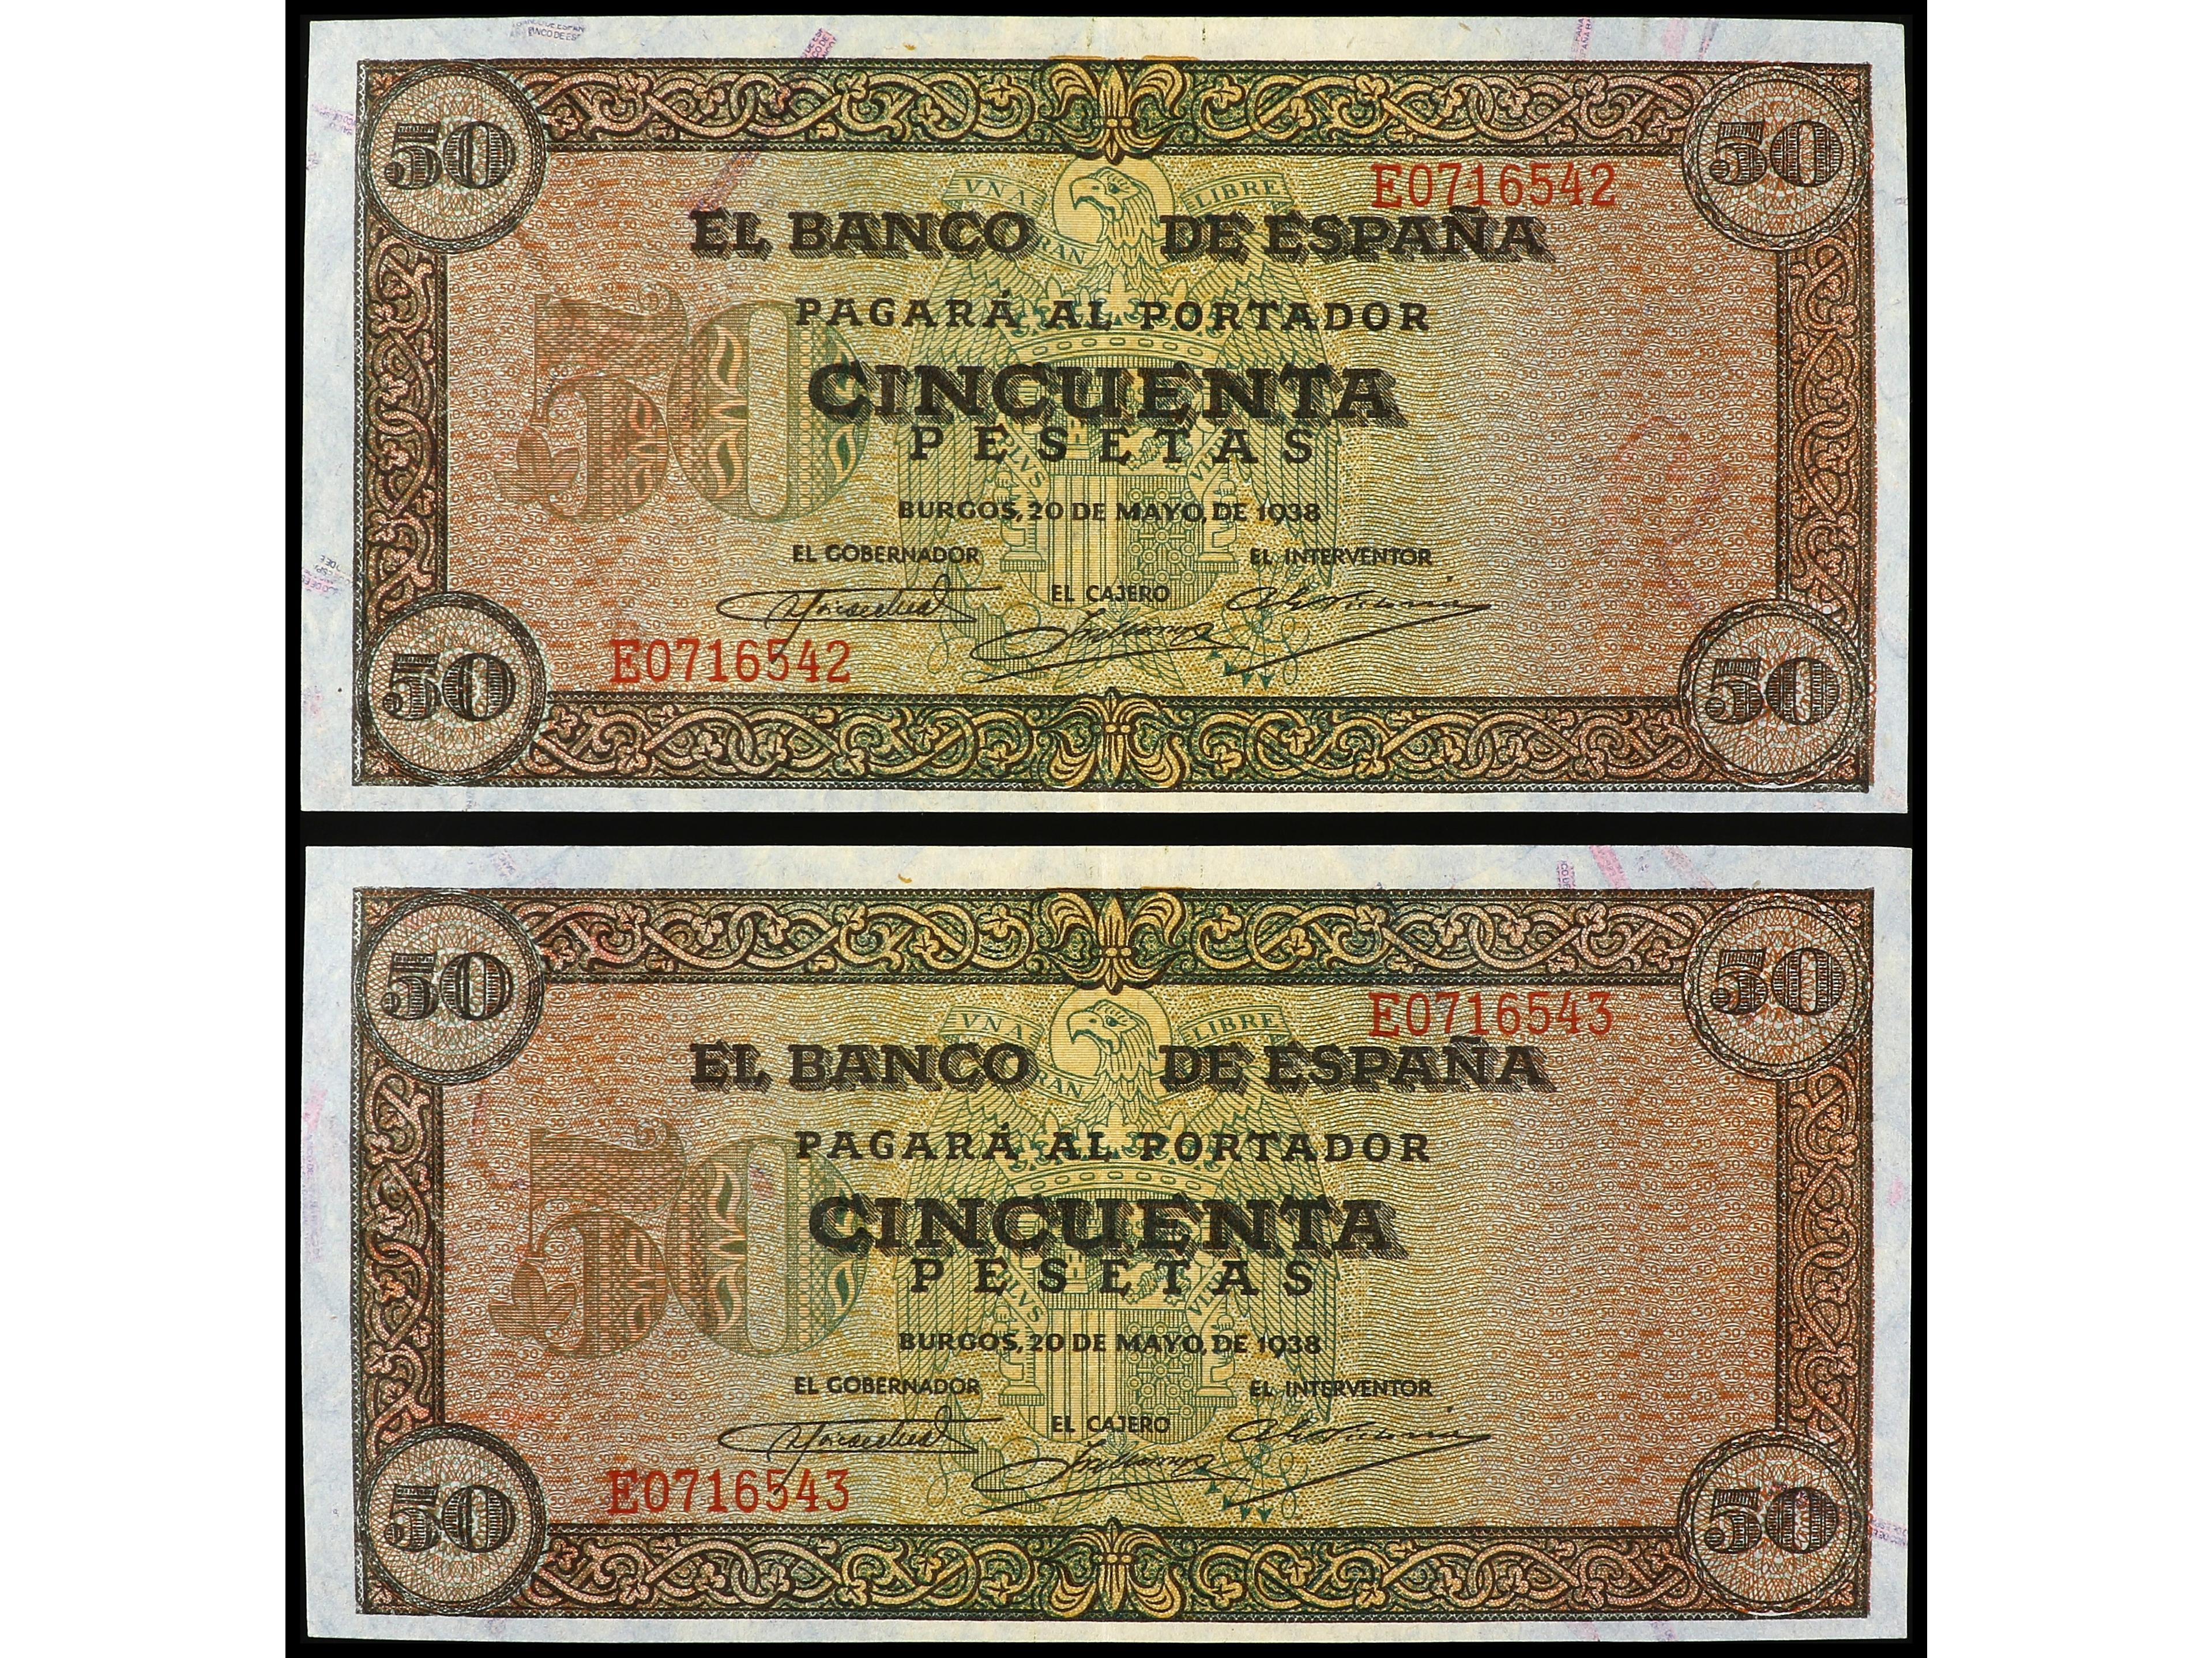 50 50
E0716542
VNA LIBRE
EL BANCO DE ESPAÑA
PAGARÁ AL PORTADOR
50
CINCUENTA
PESETAS
BURGOS, 20 DE MAYO, DE 1938
EL GOBERNADOR EL INTERVENTOR
EL CAJERO
E0716542
50 50
50 50
E0716543
VNA LIBRE
EL BANCO DE ESPAÑA
PAGARÁ AL PORTADOR
50
CINCUENTA
PESETAS
BURGOS, 20 DE MAYO, DE 1938
EL GOBERNADOR EL INTERVENTOR
EL CAJERO
E0716543
50 50